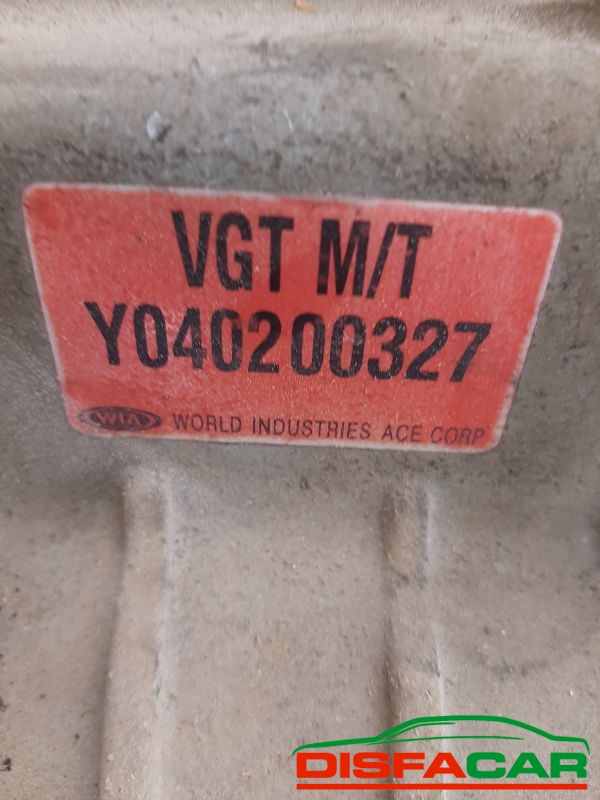 VGT M/T
Y040200327
WIA WORLD INDUSTRIES ACE CORP
DISFACAR